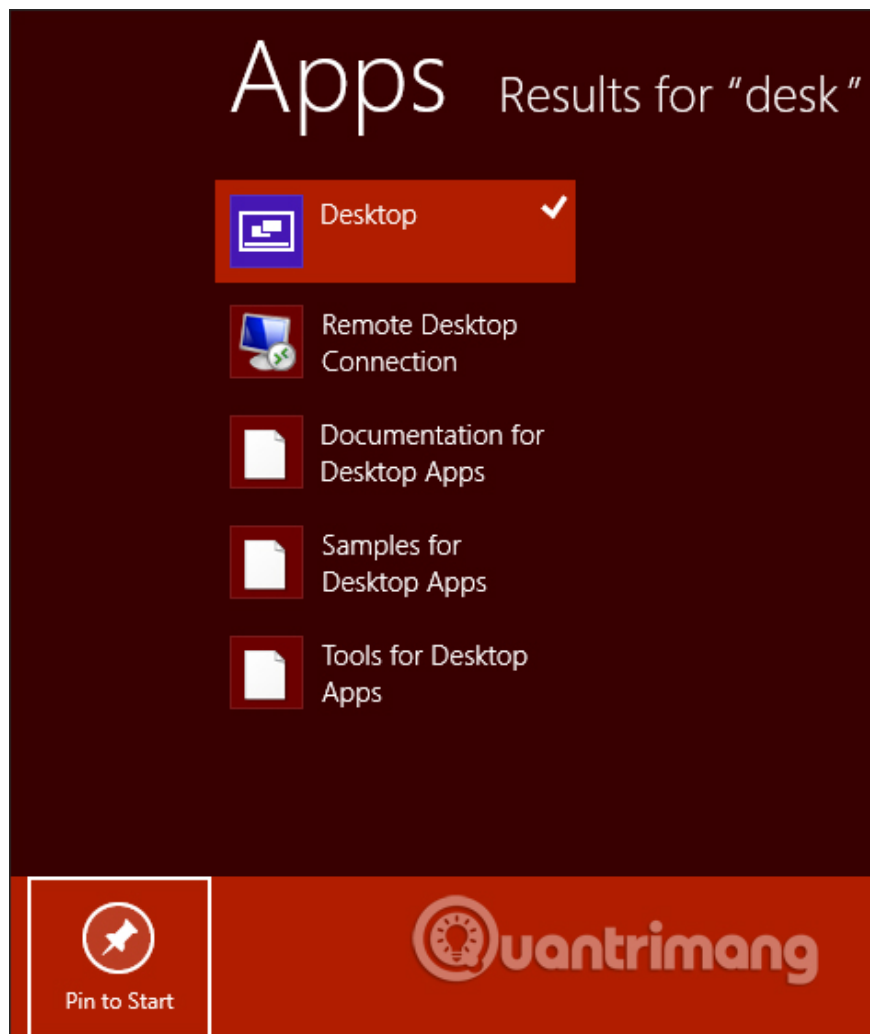 Apps Results for "desk"
Desktop
Remote Desktop
Connection
Documentation for
Desktop Apps
Samples for
Desktop Apps
Tools for Desktop
Apps
Pin to Start
Quantrimang